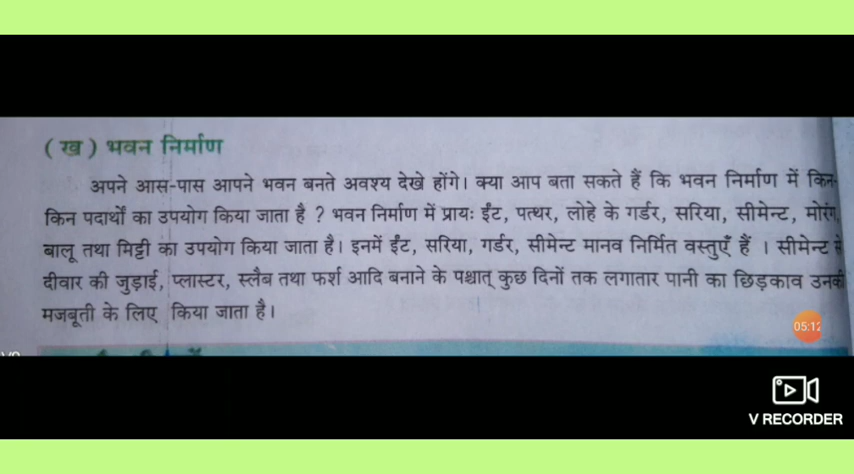 (ख) भवन निर्माण
अपने आस-पास आपने भवन बनते अवश्य देखे होंगे। क्या आप बता सकते हैं कि भवन निर्माण में किन-
किन पदार्थों का उपयोग किया जाता है ? भवन निर्माण में प्रायः ईंट, पत्थर, लोहे के गर्डर, सरिया, सीमेन्ट, मोरंग,
बालू तथा मिट्टी का उपयोग किया जाता है। इनमें ईंट, सरिया, गर्डर, सीमेन्ट मानव निर्मित वस्तुएँ हैं । सीमेन्ट से
दीवार की जुड़ाई, प्लास्टर, स्लैब तथा फर्श आदि बनाने के पश्चात् कुछ दिनों तक लगातार पानी का छिड़काव उनकी
मजबूती के लिए किया जाता है।
05:12
V RECORDER